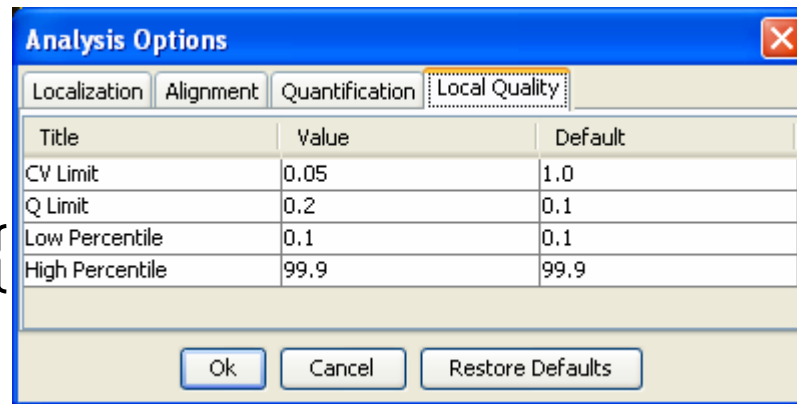 Analysis Options
Localization Alignment Quantification Local Quality
Title Value Default
CV Limit 0.05 1.0
Q Limit 0.2 0.1
Low Percentile 0.1 0.1
High Percentile 99.9 99.9
Ok Cancel Restore Defaults